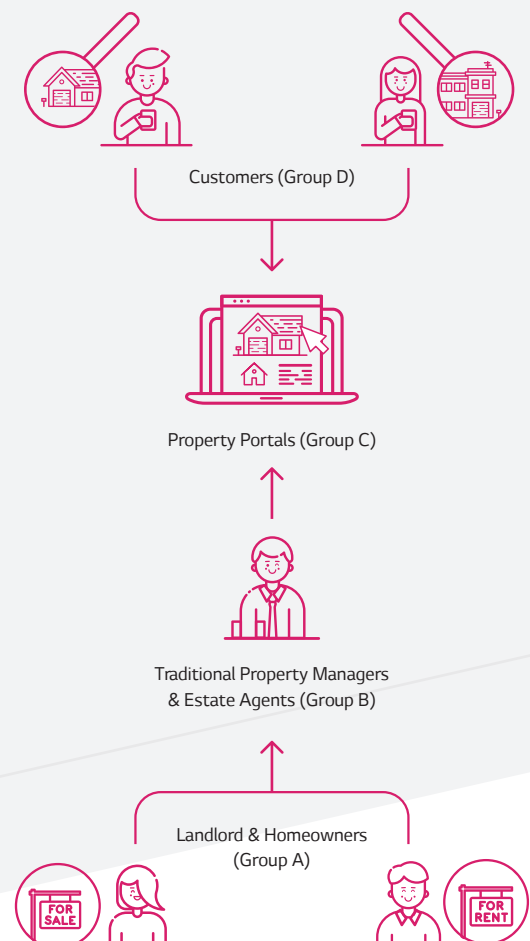 Customers (Group D)
Property Portals (Group C)
Traditional Property Managers
& Estate Agents (Group B)
Landlord & Homeowners
(Group A)
FOR
SALE
FOR
RENT